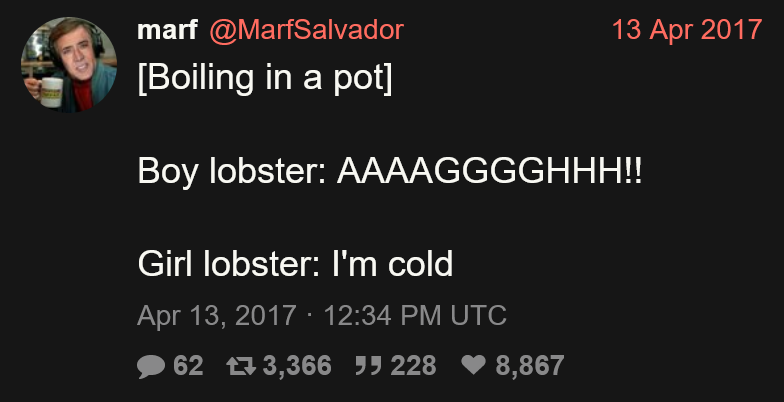 marf @MarfSalvador 13 Apr 2017
[Boiling in a pot]
Boy lobster: AAAAGGGGHHH!!
Girl lobster: I'm cold
Apr 13, 2017 · 12:34 PM UTC
62 3,366 228 8,867